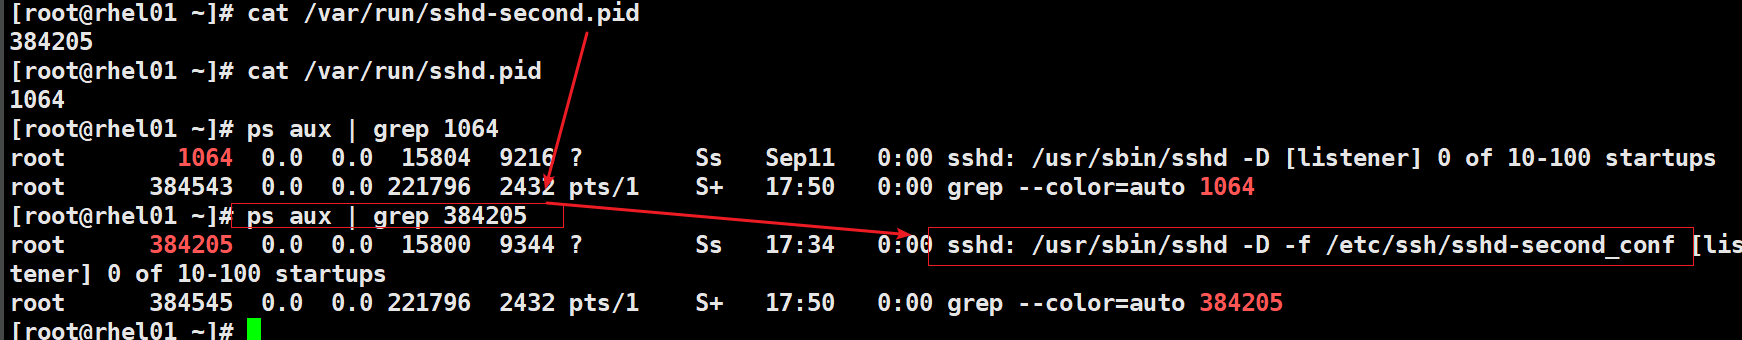 [root@rhel01 ~]# cat /var/run/sshd-second.pid
384205
[root@rhel01 ~]# cat /var/run/sshd.pid
1064
[root@rhel01 ~]# ps aux | grep 1064
root        1064  0.0  0.0  15804  9216 ?        Ss   Sep11   0:00 sshd: /usr/sbin/sshd -D [listener] 0 of 10-100 startups
root      384543  0.0  0.0 221796  2432 pts/1    S+   17:50   0:00 grep --color=auto 1064
[root@rhel01 ~]# ps aux | grep 384205
root      384205  0.0  0.0  15800  9344 ?        Ss   17:34   0:00 sshd: /usr/sbin/sshd -D -f /etc/ssh/sshd-second_conf [lis
tener] 0 of 10-100 startups
root      384545  0.0  0.0 221796  2432 pts/1    S+   17:50   0:00 grep --color=auto 384205
[root@rhel01 ~]#